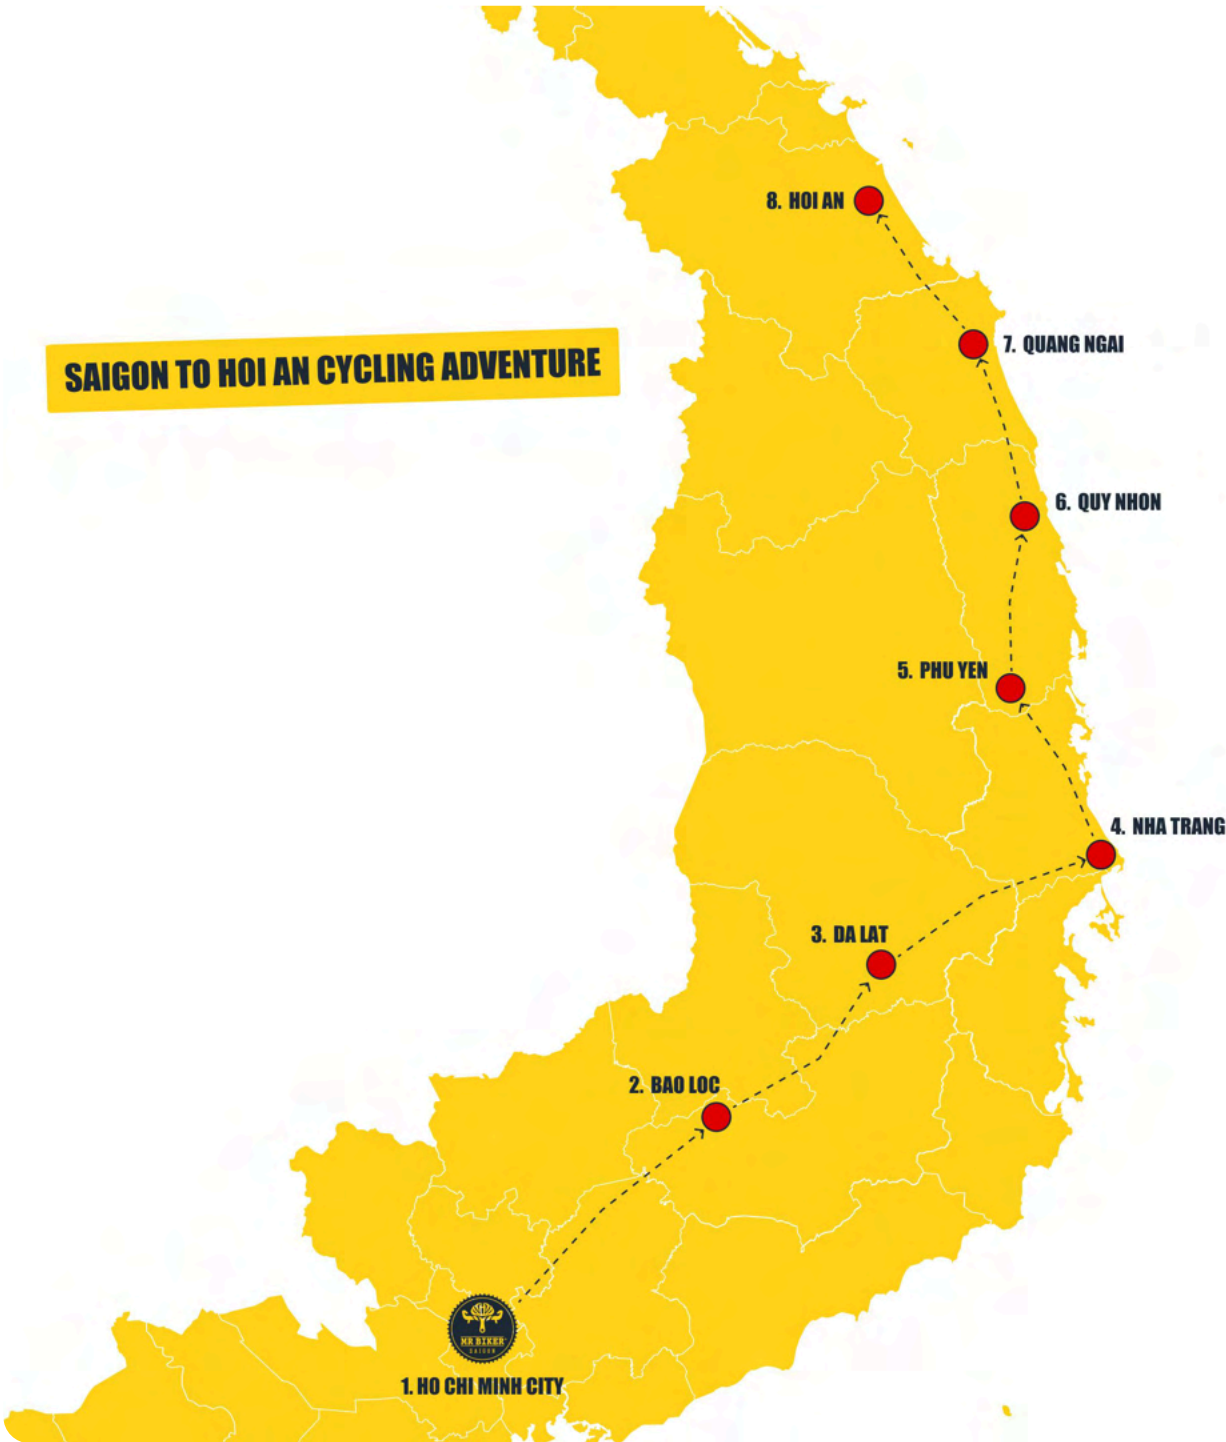 8. HOI AN
SAIGON TO HOI AN CYCLING ADVENTURE
7. QUANG NGAI
6. QUY NHON
5. PHU YEN
4. NHA TRANG
3. DA LAT
2. BAO LOC
MR BIKER
SAIGON
1. HO CHI MINH CITY